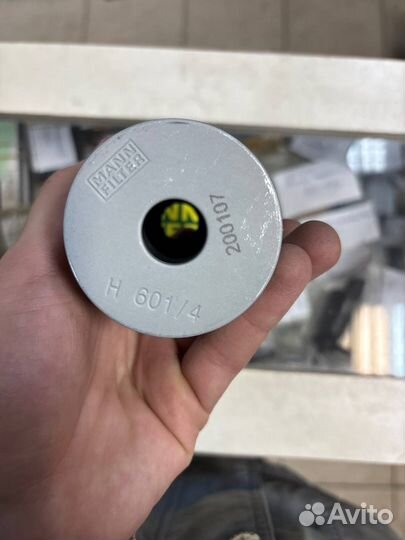 MANN
FILTER
200107
H 601/4
Avito